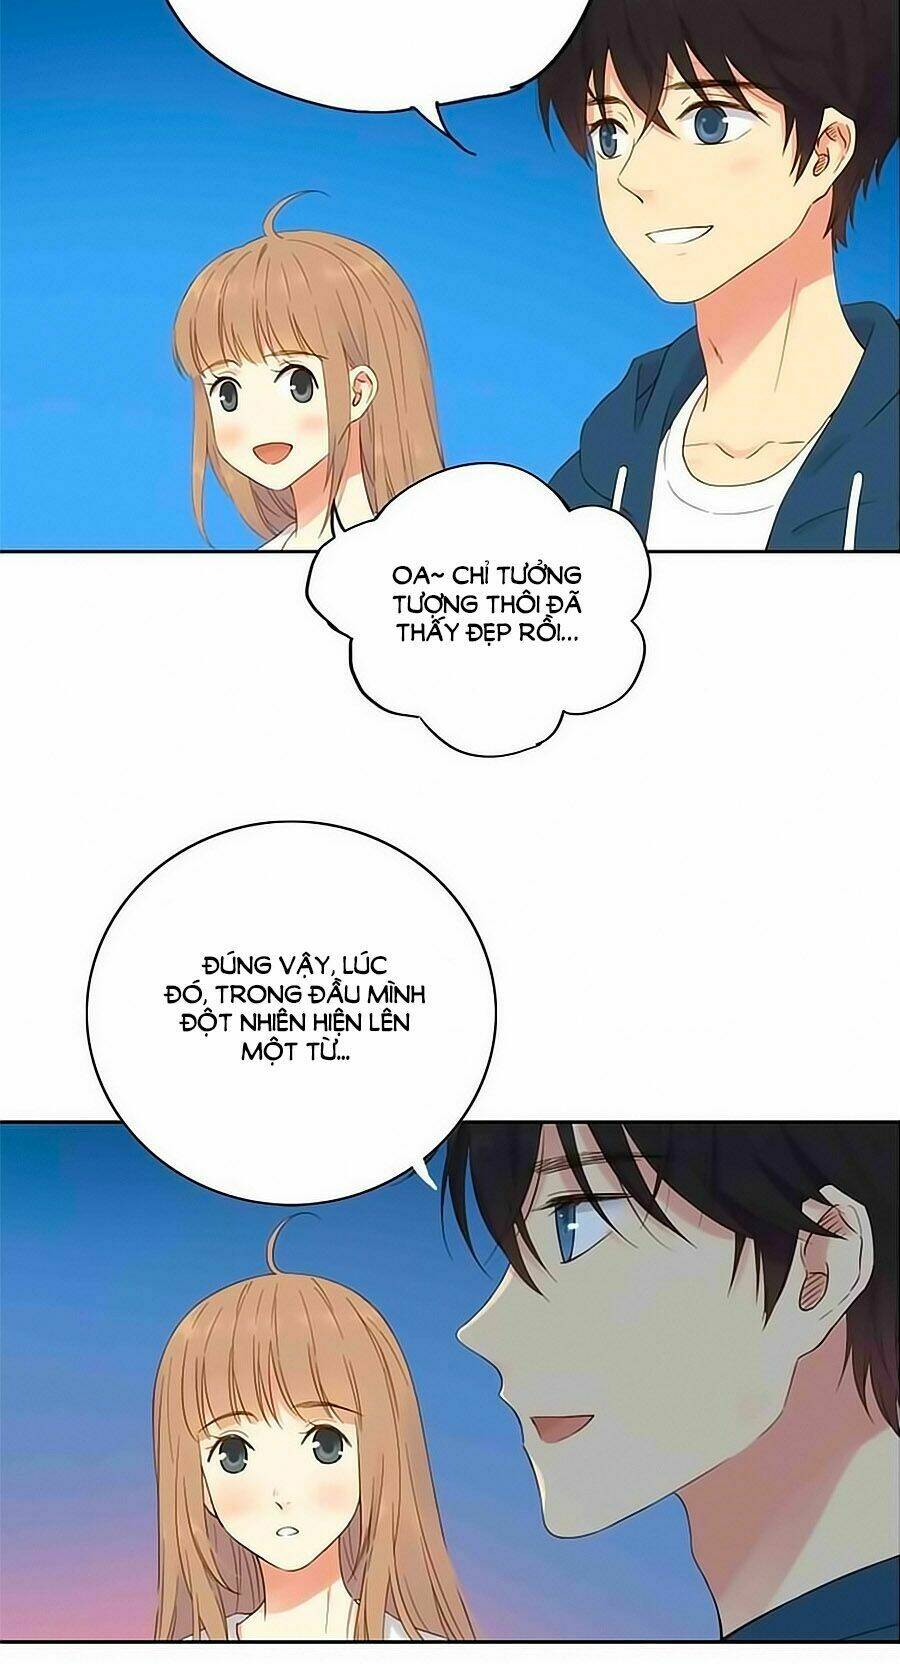 OA~ CHỈ TƯỞNG
TƯỢNG THÔI ĐÃ
THẤY ĐẸP RỒI...
ĐÚNG VẬY, LÚC
ĐÓ, TRONG ĐẦU MÌNH
ĐỘT NHIÊN HIỆN LÊN
MỘT TỪ...